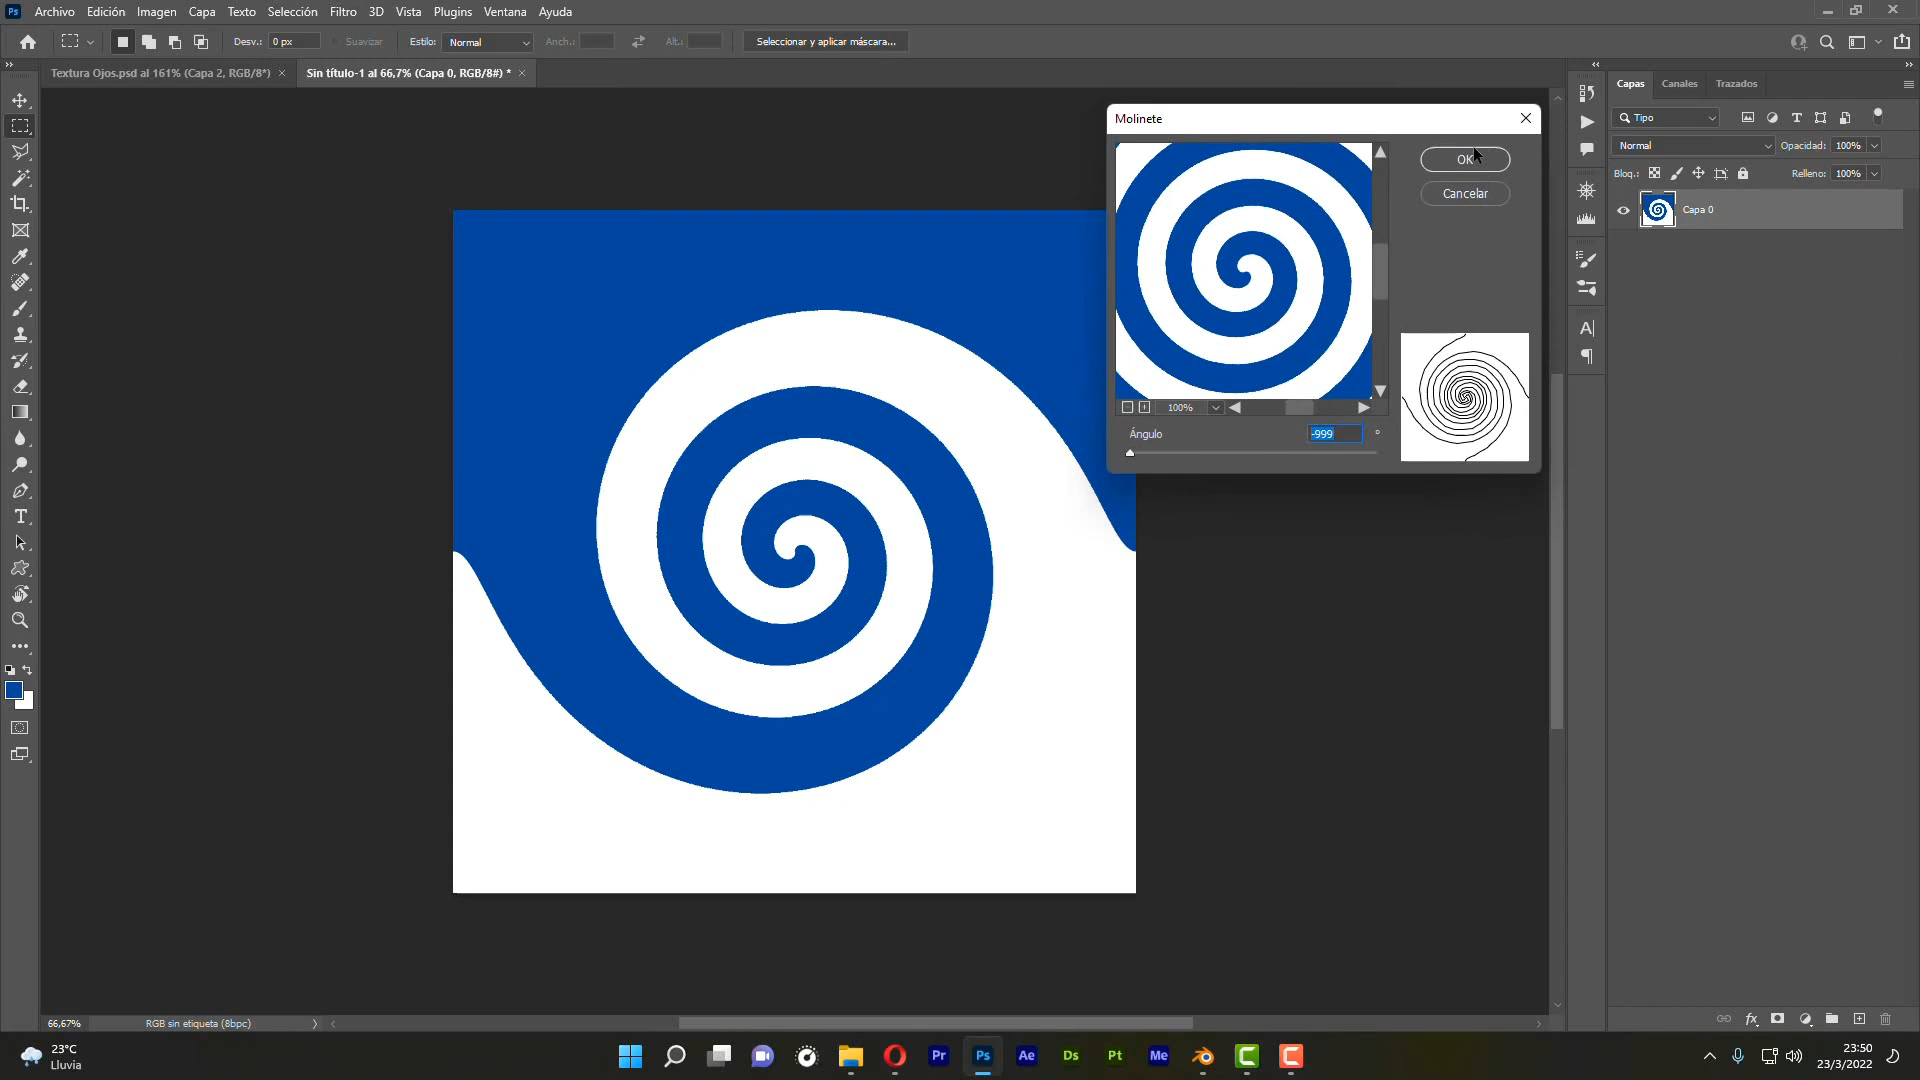 Ps Archivo Edición Imagen Capa Texto Selección Filtro 3D Vista Plugins Ventana Ayuda
Desv.: 0 px Suavizar Estilo: Normal Anch.: Alt.: Seleccionar y aplicar máscara...
Textura Ojos.psd al 161% (Capa 2, RGB/8*) × Sin título-1 al 66,7% (Capa 0, RGB/8#) * ×
Capas Canales Trazados
Tipo
Normal Opacidad: 100%
Bloq.: Relleno: 100%
Capa 0
Molinete
OK
Cancelar
100%
Ángulo -999 °
66,67% RGB sin etiqueta (8bpc)
23°C
Lluvia
Pr Ps Ae Ds Pt Me
23:50
23/3/2022